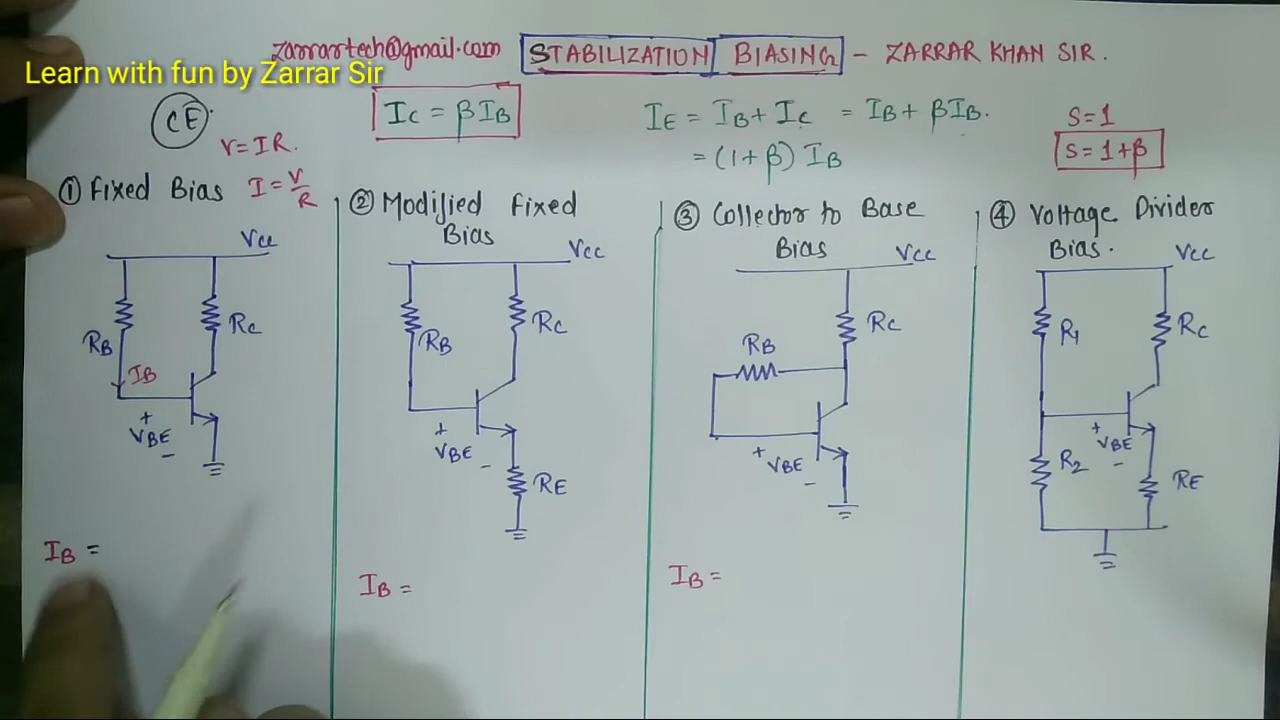 zarrartech@gmail.com STABILIZATION BIASING - ZARRAR KHAN SIR.
Learn with fun by Zarrar Sir
CE
IC = βIB
IE = IB + IC = IB + βIB.
= (1+β) IB
S=1
S=1+β
V=IR.
① Fixed Bias I = V/R
VCC
RB
RC
IB
+
VBE
-
IB =
② Modified Fixed
Bias
VCC
RB
RC
+
VBE
-
RE
IB =
③ Collector to Base
Bias
VCC
RC
RB
+
VBE
-
IB =
④ Voltage Divider
Bias.
VCC
R1
RC
+
VBE
-
R2
RE